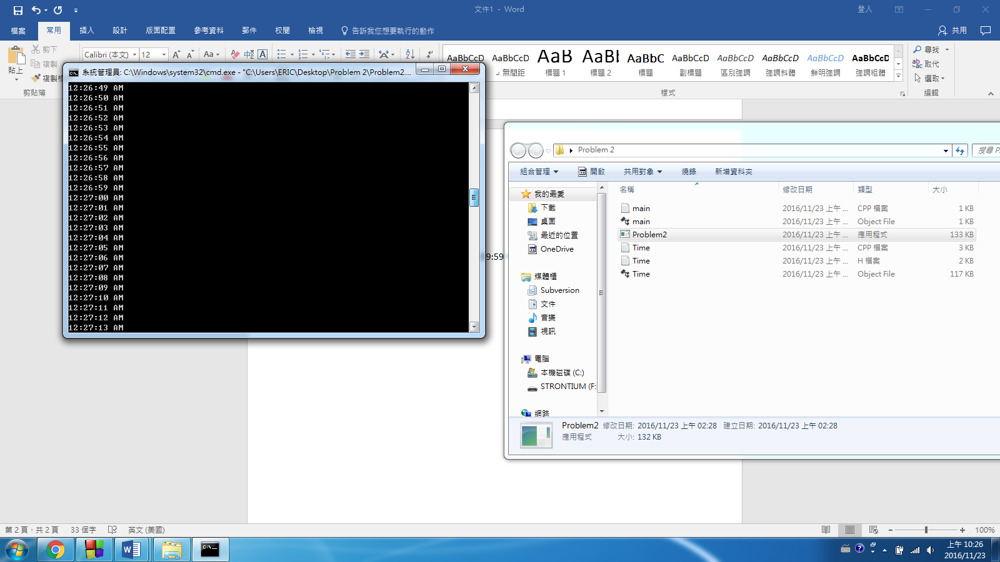 文件1 - Word
登入
檔案 常用 插入 設計 版面配置 參考資料 郵件 校閱 檢視 告訴我您想要執行的動作 共用
貼上
剪下
複製
複製格
剪貼簿
Calibri (本文) 12
AaBbCcD AaBbCcD AaB AaBl AaBbC AaBbCcD AaBbCcD AaBbCcD AaBbCcD AaBbCcD
無間距 標題 1 標題 2 標題 副標題 區別強調 強調斜體 鮮明強調 強調粗體
樣式
尋找
取代
選取
編輯
系統管理員: C:\Windows\system32\cmd.exe - "C:\Users\ERIC\Desktop\Problem 2\Problem2....
12:26:49 AM
12:26:50 AM
12:26:51 AM
12:26:52 AM
12:26:53 AM
12:26:54 AM
12:26:55 AM
12:26:56 AM
12:26:57 AM
12:26:58 AM
12:26:59 AM
12:27:00 AM
12:27:01 AM
12:27:02 AM
12:27:03 AM
12:27:04 AM
12:27:05 AM
12:27:06 AM
12:27:07 AM
12:27:08 AM
12:27:09 AM
12:27:10 AM
12:27:11 AM
12:27:12 AM
12:27:13 AM
9:59
Problem 2
搜尋
組合管理 開啟 共用對象 燒錄 新增資料夾
我的最愛
下載
桌面
最近的位置
OneDrive
媒體櫃
Subversion
文件
音樂
視訊
電腦
本機磁碟 (C:)
STRONTIUM (F:
網路
名稱 修改日期 類型 大小
main 2016/11/23 上午 ... CPP 檔案 1 KB
main 2016/11/23 上午 ... Object File 1 KB
Problem2 2016/11/23 上午 ... 應用程式 133 KB
Time 2016/11/23 上午 ... CPP 檔案 3 KB
Time 2016/11/23 上午 ... H 檔案 2 KB
Time 2016/11/23 上午 ... Object File 117 KB
Problem2 修改日期: 2016/11/23 上午 02:28 建立日期: 2016/11/23 上午 02:28
應用程式 大小: 132 KB
第 2 頁，共 2 頁 33 個字 英文 (美國) 100%
上午 10:26
2016/11/23